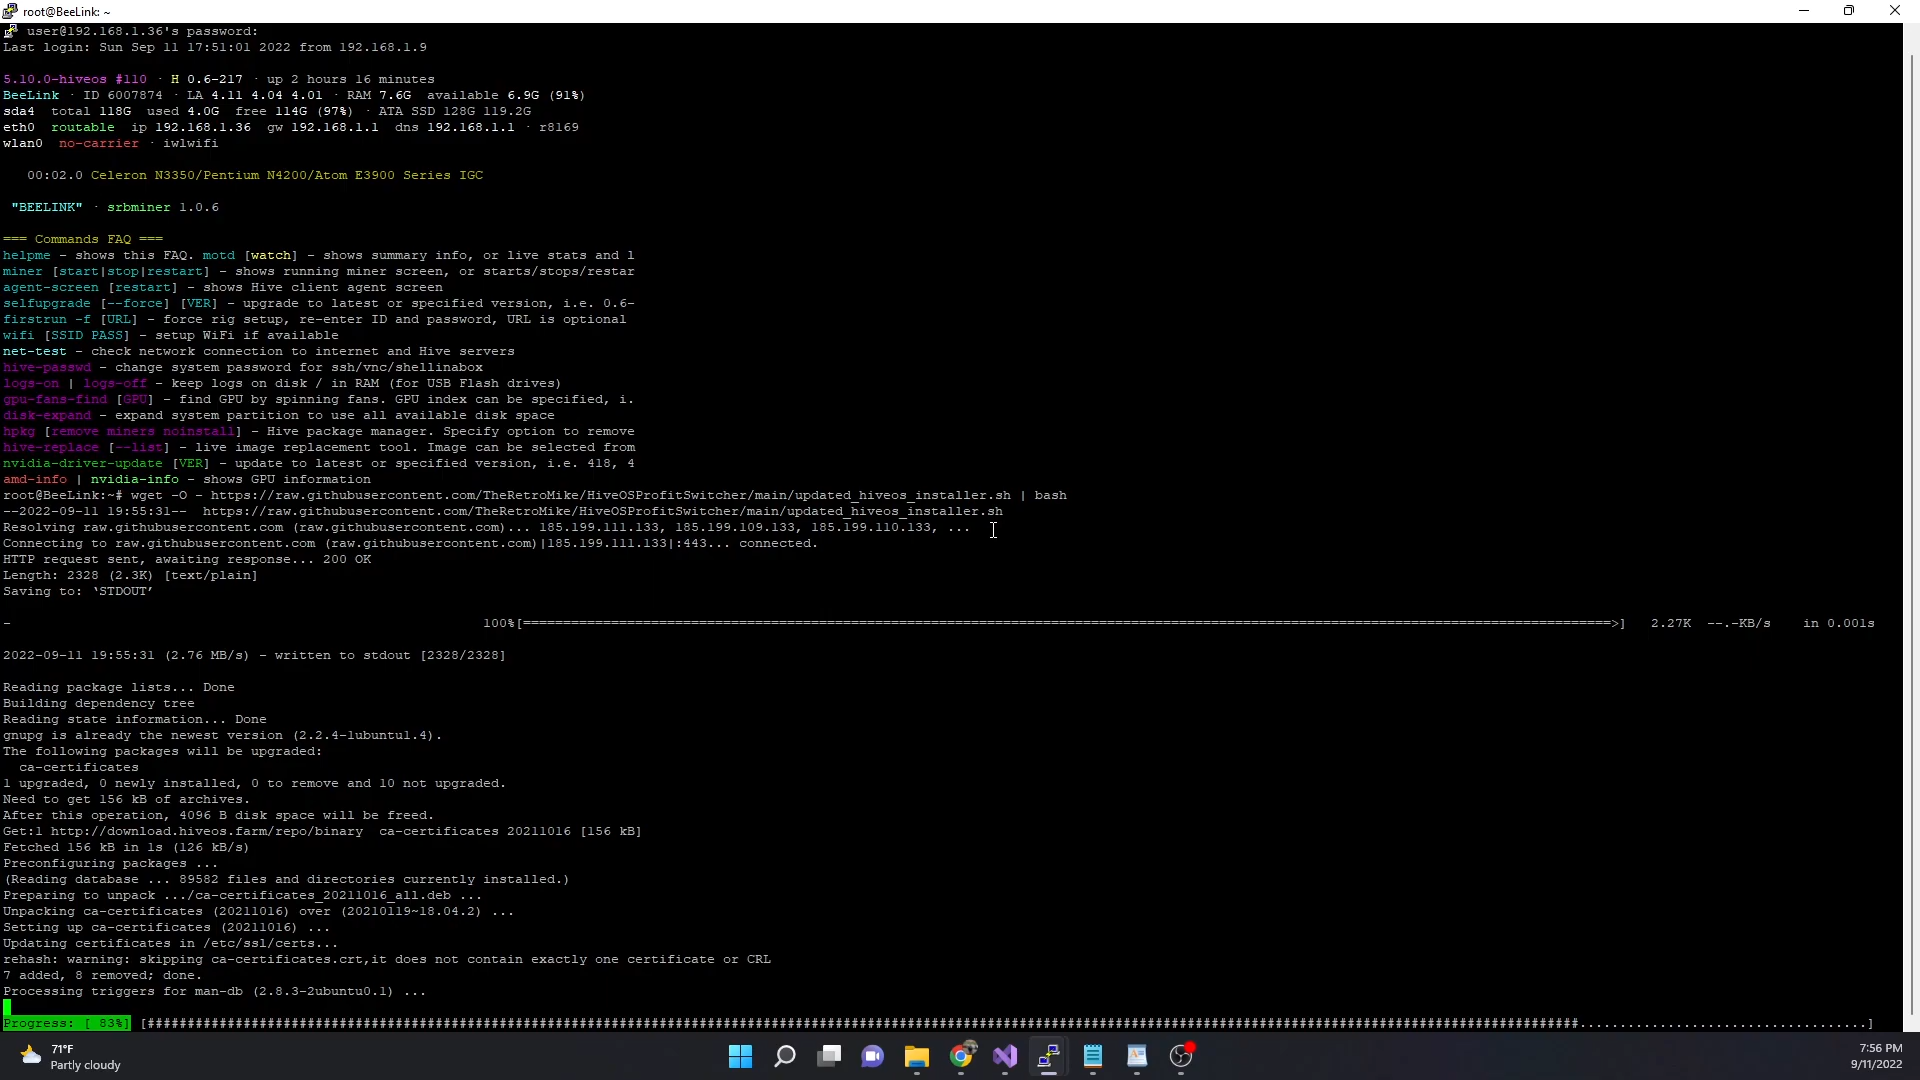 root@BeeLink: ~
user@192.168.1.36's password:
Last login: Sun Sep 11 17:51:01 2022 from 192.168.1.9
5.10.0-hiveos #110 · H 0.6-217 · up 2 hours 16 minutes
BeeLink · ID 6007874 · LA 4.11 4.04 4.01 · RAM 7.6G available 6.9G (91%)
sda4 total 118G used 4.0G free 114G (97%) · ATA SSD 128G 119.2G
eth0 routable ip 192.168.1.36 gw 192.168.1.1 dns 192.168.1.1 · r8169
wlan0 no-carrier · iwlwifi
00:02.0 Celeron N3350/Pentium N4200/Atom E3900 Series IGC
"BEELINK" · srbminer 1.0.6
=== Commands FAQ ===
helpme - shows this FAQ. motd [watch] - shows summary info, or live stats and l
miner [start|stop|restart] - shows running miner screen, or starts/stops/restar
agent-screen [restart] - shows Hive client agent screen
selfupgrade [--force] [VER] - upgrade to latest or specified version, i.e. 0.6-
firstrun -f [URL] - force rig setup, re-enter ID and password, URL is optional
wifi [SSID PASS] - setup WiFi if available
net-test - check network connection to internet and Hive servers
hive-passwd - change system password for ssh/vnc/shellinabox
logs-on | logs-off - keep logs on disk / in RAM (for USB Flash drives)
gpu-fans-find [GPU] - find GPU by spinning fans. GPU index can be specified, i.
disk-expand - expand system partition to use all available disk space
hpkg [remove miners noinstall] - Hive package manager. Specify option to remove
hive-replace [--list] - live image replacement tool. Image can be selected from
nvidia-driver-update [VER] - update to latest or specified version, i.e. 418, 4
amd-info | nvidia-info - shows GPU information
root@BeeLink:~# wget -O - https://raw.githubusercontent.com/TheRetroMike/HiveOSProfitSwitcher/main/updated_hiveos_installer.sh | bash
--2022-09-11 19:55:31-- https://raw.githubusercontent.com/TheRetroMike/HiveOSProfitSwitcher/main/updated_hiveos_installer.sh
Resolving raw.githubusercontent.com (raw.githubusercontent.com)... 185.199.111.133, 185.199.109.133, 185.199.110.133, ...
Connecting to raw.githubusercontent.com (raw.githubusercontent.com)|185.199.111.133|:443... connected.
HTTP request sent, awaiting response... 200 OK
Length: 2328 (2.3K) [text/plain]
Saving to: ‘STDOUT’
- 100%[===================================================>] 2.27K --.-KB/s in 0.001s
2022-09-11 19:55:31 (2.76 MB/s) - written to stdout [2328/2328]
Reading package lists... Done
Building dependency tree
Reading state information... Done
gnupg is already the newest version (2.2.4-1ubuntu1.4).
The following packages will be upgraded:
ca-certificates
1 upgraded, 0 newly installed, 0 to remove and 10 not upgraded.
Need to get 156 kB of archives.
After this operation, 4096 B disk space will be freed.
Get:1 http://download.hiveos.farm/repo/binary ca-certificates 20211016 [156 kB]
Fetched 156 kB in 1s (126 kB/s)
Preconfiguring packages ...
(Reading database ... 89582 files and directories currently installed.)
Preparing to unpack .../ca-certificates_20211016_all.deb ...
Unpacking ca-certificates (20211016) over (20210119~18.04.2) ...
Setting up ca-certificates (20211016) ...
Updating certificates in /etc/ssl/certs...
rehash: warning: skipping ca-certificates.crt,it does not contain exactly one certificate or CRL
7 added, 8 removed; done.
Processing triggers for man-db (2.8.3-2ubuntu0.1) ...
Progress: [ 83%] [###################################################....................................]
71°F
Partly cloudy
7:56 PM
9/11/2022